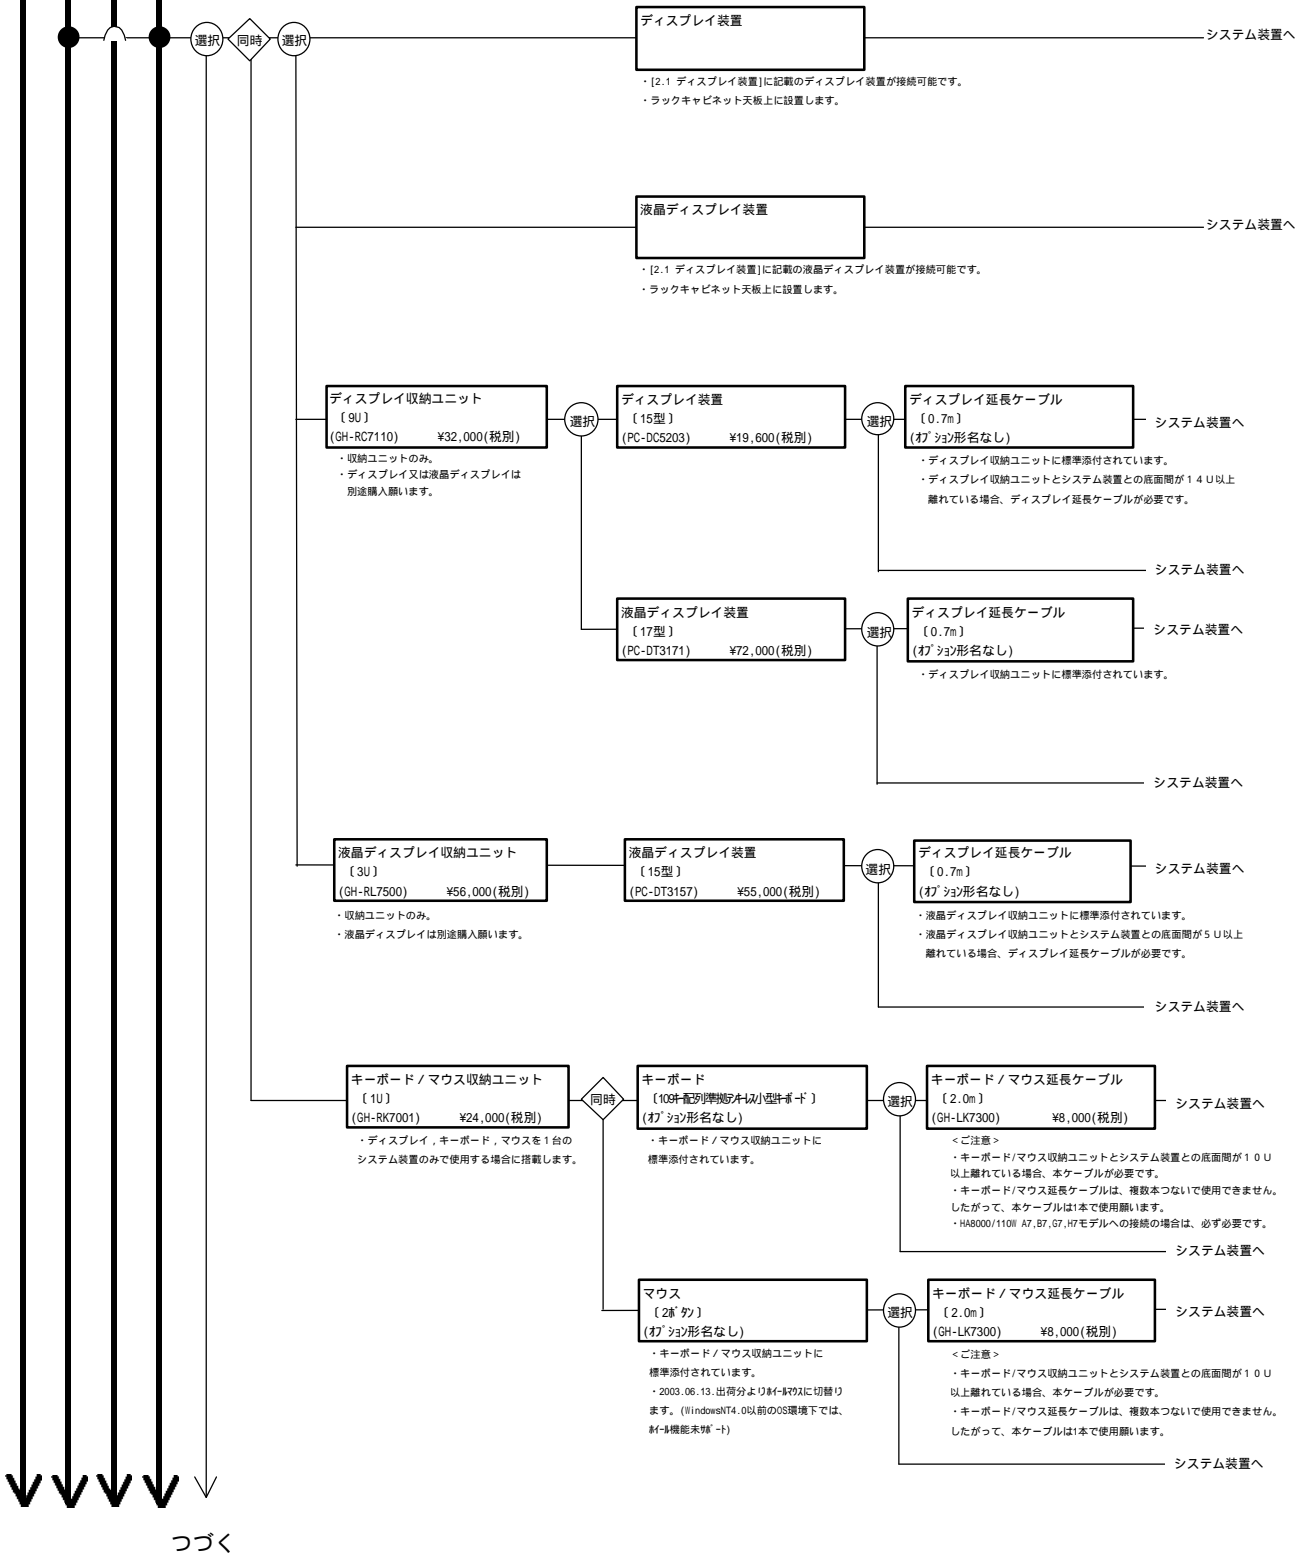 選択
同時
選択
ディスプレイ装置
システム装置へ
・[2.1 ディスプレイ装置]に記載のディスプレイ装置が接続可能です。
・ラックキャビネット天板上に設置します。
液晶ディスプレイ装置
システム装置へ
・[2.1 ディスプレイ装置]に記載の液晶ディスプレイ装置が接続可能です。
・ラックキャビネット天板上に設置します。
ディスプレイ収納ユニット
〔9U〕
(GH-RC7110) ¥32,000(税別)
・収納ユニットのみ。
・ディスプレイ又は液晶ディスプレイは
別途購入願います。
選択
ディスプレイ装置
〔15型〕
(PC-DC5203) ¥19,600(税別)
選択
ディスプレイ延長ケーブル
〔0.7m〕
(ｵﾌﾟｼｮﾝ形名なし)
システム装置へ
・ディスプレイ収納ユニットに標準添付されています。
・ディスプレイ収納ユニットとシステム装置との底面間が１４Ｕ以上
離れている場合、ディスプレイ延長ケーブルが必要です。
システム装置へ
液晶ディスプレイ装置
〔17型〕
(PC-DT3171) ¥72,000(税別)
選択
ディスプレイ延長ケーブル
〔0.7m〕
(ｵﾌﾟｼｮﾝ形名なし)
システム装置へ
・ディスプレイ収納ユニットに標準添付されています。
システム装置へ
液晶ディスプレイ収納ユニット
〔3U〕
(GH-RL7500) ¥56,000(税別)
・収納ユニットのみ。
・液晶ディスプレイは別途購入願います。
液晶ディスプレイ装置
〔15型〕
(PC-DT3157) ¥55,000(税別)
選択
ディスプレイ延長ケーブル
〔0.7m〕
(ｵﾌﾟｼｮﾝ形名なし)
システム装置へ
・液晶ディスプレイ収納ユニットに標準添付されています。
・液晶ディスプレイ収納ユニットとシステム装置との底面間が５Ｕ以上
離れている場合、ディスプレイ延長ケーブルが必要です。
システム装置へ
キーボード／マウス収納ユニット
〔1U〕
(GH-RK7001) ¥24,000(税別)
・ディスプレイ，キーボード，マウスを１台の
システム装置のみで使用する場合に搭載します。
同時
キーボード
〔109ｷｰ配列準拠ﾃﾝｷｰﾚｽ小型ｷｰﾎﾞｰﾄﾞ〕
(ｵﾌﾟｼｮﾝ形名なし)
・キーボード／マウス収納ユニットに
標準添付されています。
選択
キーボード／マウス延長ケーブル
〔2.0m〕
(GH-LK7300) ¥8,000(税別)
システム装置へ
＜ご注意＞
・キーボード/マウス収納ユニットとシステム装置との底面間が１０Ｕ
以上離れている場合、本ケーブルが必要です。
・キーボード/マウス延長ケーブルは、複数本つないで使用できません。
したがって、本ケーブルは1本で使用願います。
・HA8000/110W A7,B7,G7,H7モデルへの接続の場合は、必ず必要です。
システム装置へ
マウス
〔2ﾎﾞﾀﾝ〕
(ｵﾌﾟｼｮﾝ形名なし)
・キーボード／マウス収納ユニットに
標準添付されています。
・2003.06.13.出荷分よりﾎｲｰﾙﾏｳｽに切替り
ます。(WindowsNT4.0以前のOS環境下では、
ﾎｲｰﾙ機能未ｻﾎﾟｰﾄ)
選択
キーボード／マウス延長ケーブル
〔2.0m〕
(GH-LK7300) ¥8,000(税別)
システム装置へ
＜ご注意＞
・キーボード/マウス収納ユニットとシステム装置との底面間が１０Ｕ
以上離れている場合、本ケーブルが必要です。
・キーボード/マウス延長ケーブルは、複数本つないで使用できません。
したがって、本ケーブルは1本で使用願います。
システム装置へ
つづく